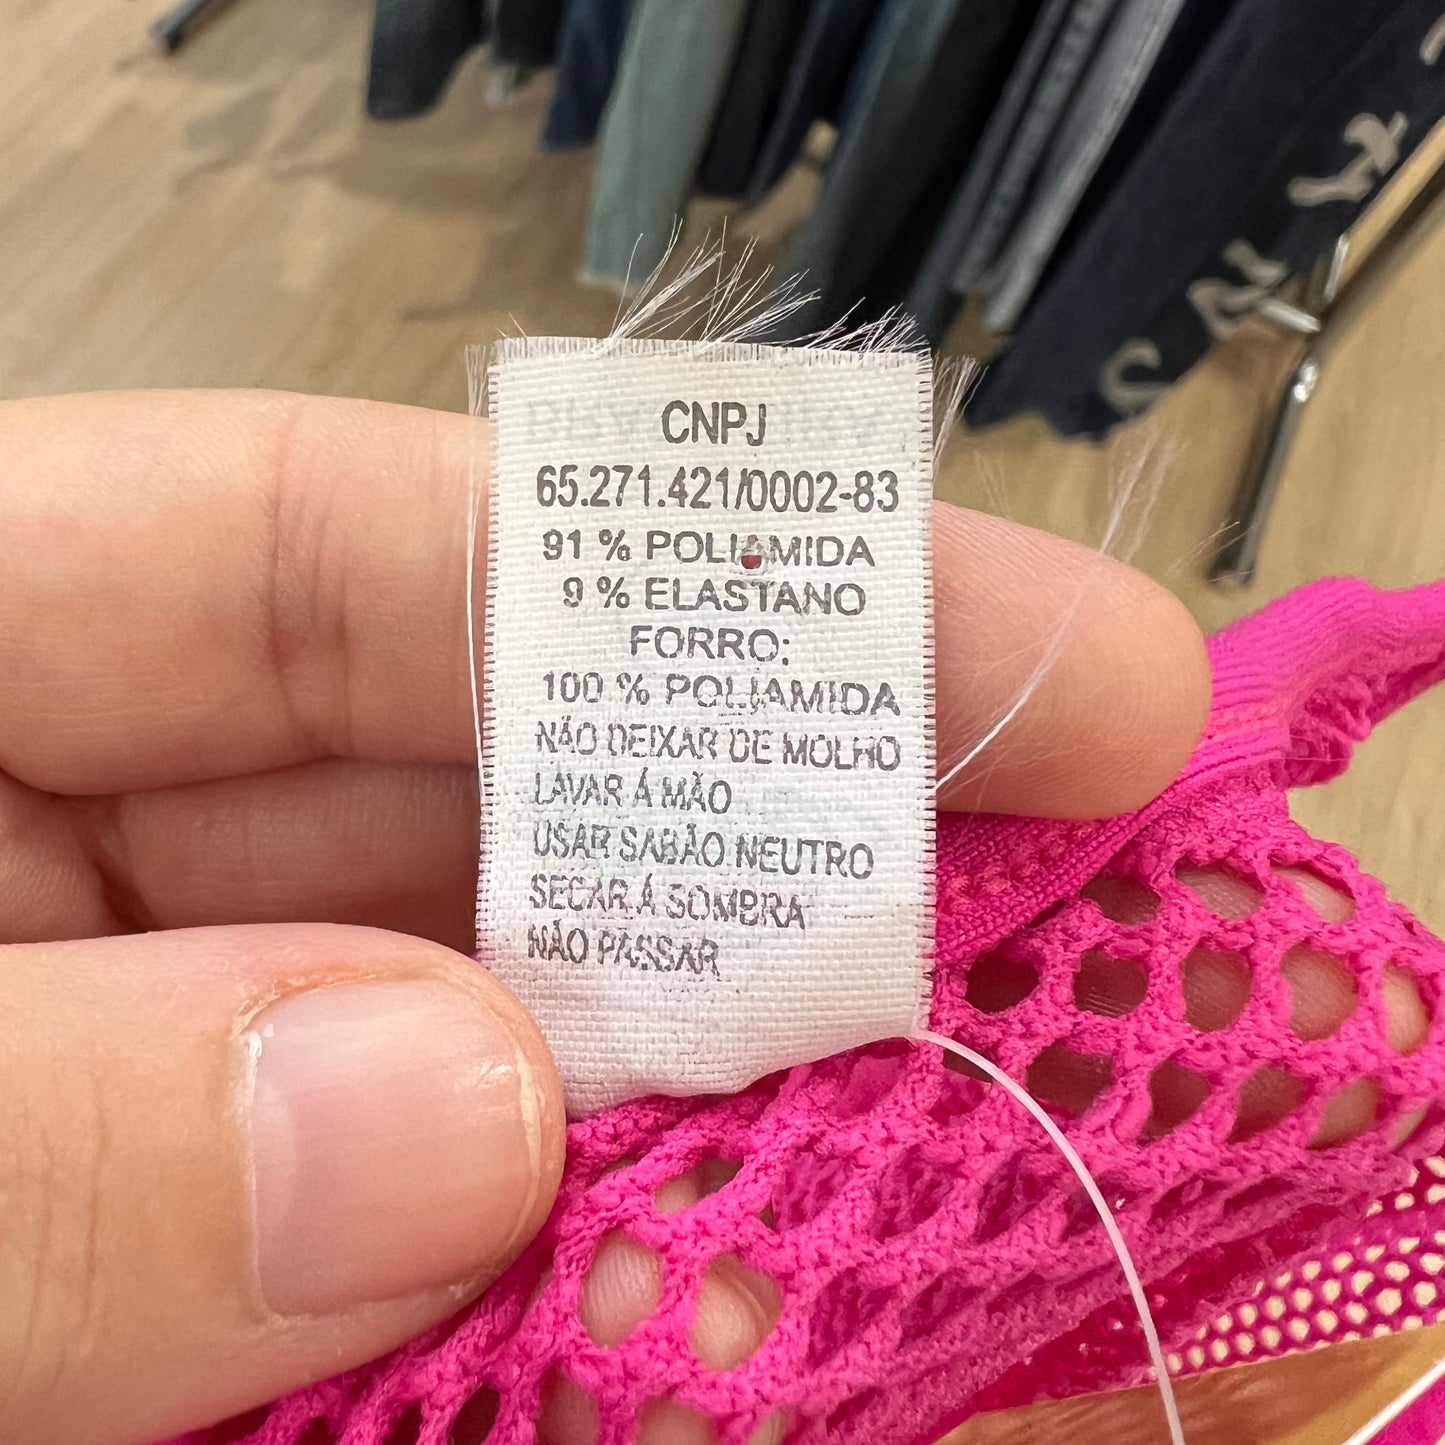 CNPJ
65.271.421/0002-83
91 % POLIAMIDA
9 % ELASTANO
FORRO:
100 % POLIAMIDA
NÃO DEIXAR DE MOLHO
LAVAR Á MÃO
USAR SABÃO NEUTRO
SECAR Á SOMBRA
NÃO PASSAR